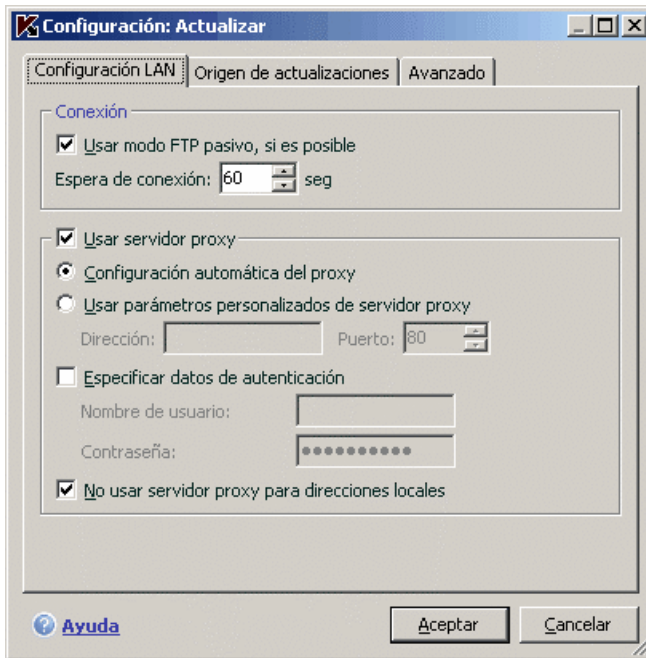 Configuración: Actualizar
Configuración LAN Origen de actualizaciones Avanzado
Conexión
Usar modo FTP pasivo, si es posible
Espera de conexión: 60 seg
Usar servidor proxy
Configuración automática del proxy
Usar parámetros personalizados de servidor proxy
Dirección: Puerto: 80
Especificar datos de autenticación
Nombre de usuario:
Contraseña: ●●●●●●●●●●
No usar servidor proxy para direcciones locales
Ayuda Aceptar Cancelar